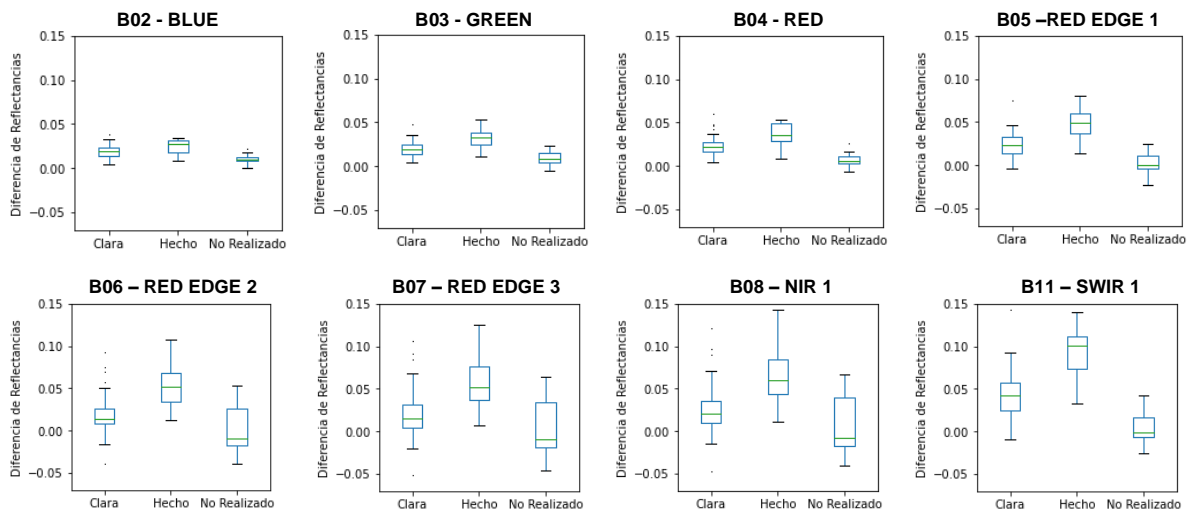 B02 - BLUE
Diferencia de Reflectancias
0.15
0.10
0.05
0.00
−0.05
Clara Hecho No Realizado
B03 - GREEN
Diferencia de Reflectancias
0.15
0.10
0.05
0.00
−0.05
Clara Hecho No Realizado
B04 - RED
Diferencia de Reflectancias
0.15
0.10
0.05
0.00
−0.05
Clara Hecho No Realizado
B05 –RED EDGE 1
Diferencia de Reflectancias
0.15
0.10
0.05
0.00
−0.05
Clara Hecho No Realizado
B06 – RED EDGE 2
Diferencia de Reflectancias
0.15
0.10
0.05
0.00
−0.05
Clara Hecho No Realizado
B07 – RED EDGE 3
Diferencia de Reflectancias
0.15
0.10
0.05
0.00
−0.05
Clara Hecho No Realizado
B08 – NIR 1
Diferencia de Reflectancias
0.15
0.10
0.05
0.00
−0.05
Clara Hecho No Realizado
B11 – SWIR 1
Diferencia de Reflectancias
0.15
0.10
0.05
0.00
−0.05
Clara Hecho No Realizado